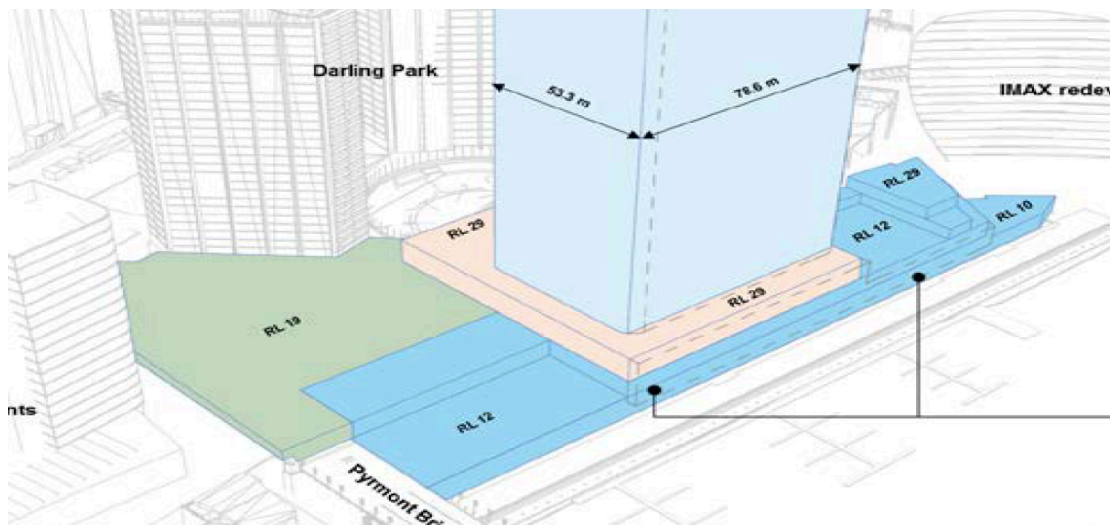 Darling Park
53.3 m
78.6 m
IMAX redev
RL 29
RL 29
RL 12
RL 10
RL 29
RL 19
RL 12
nts
Pyrmont Bri